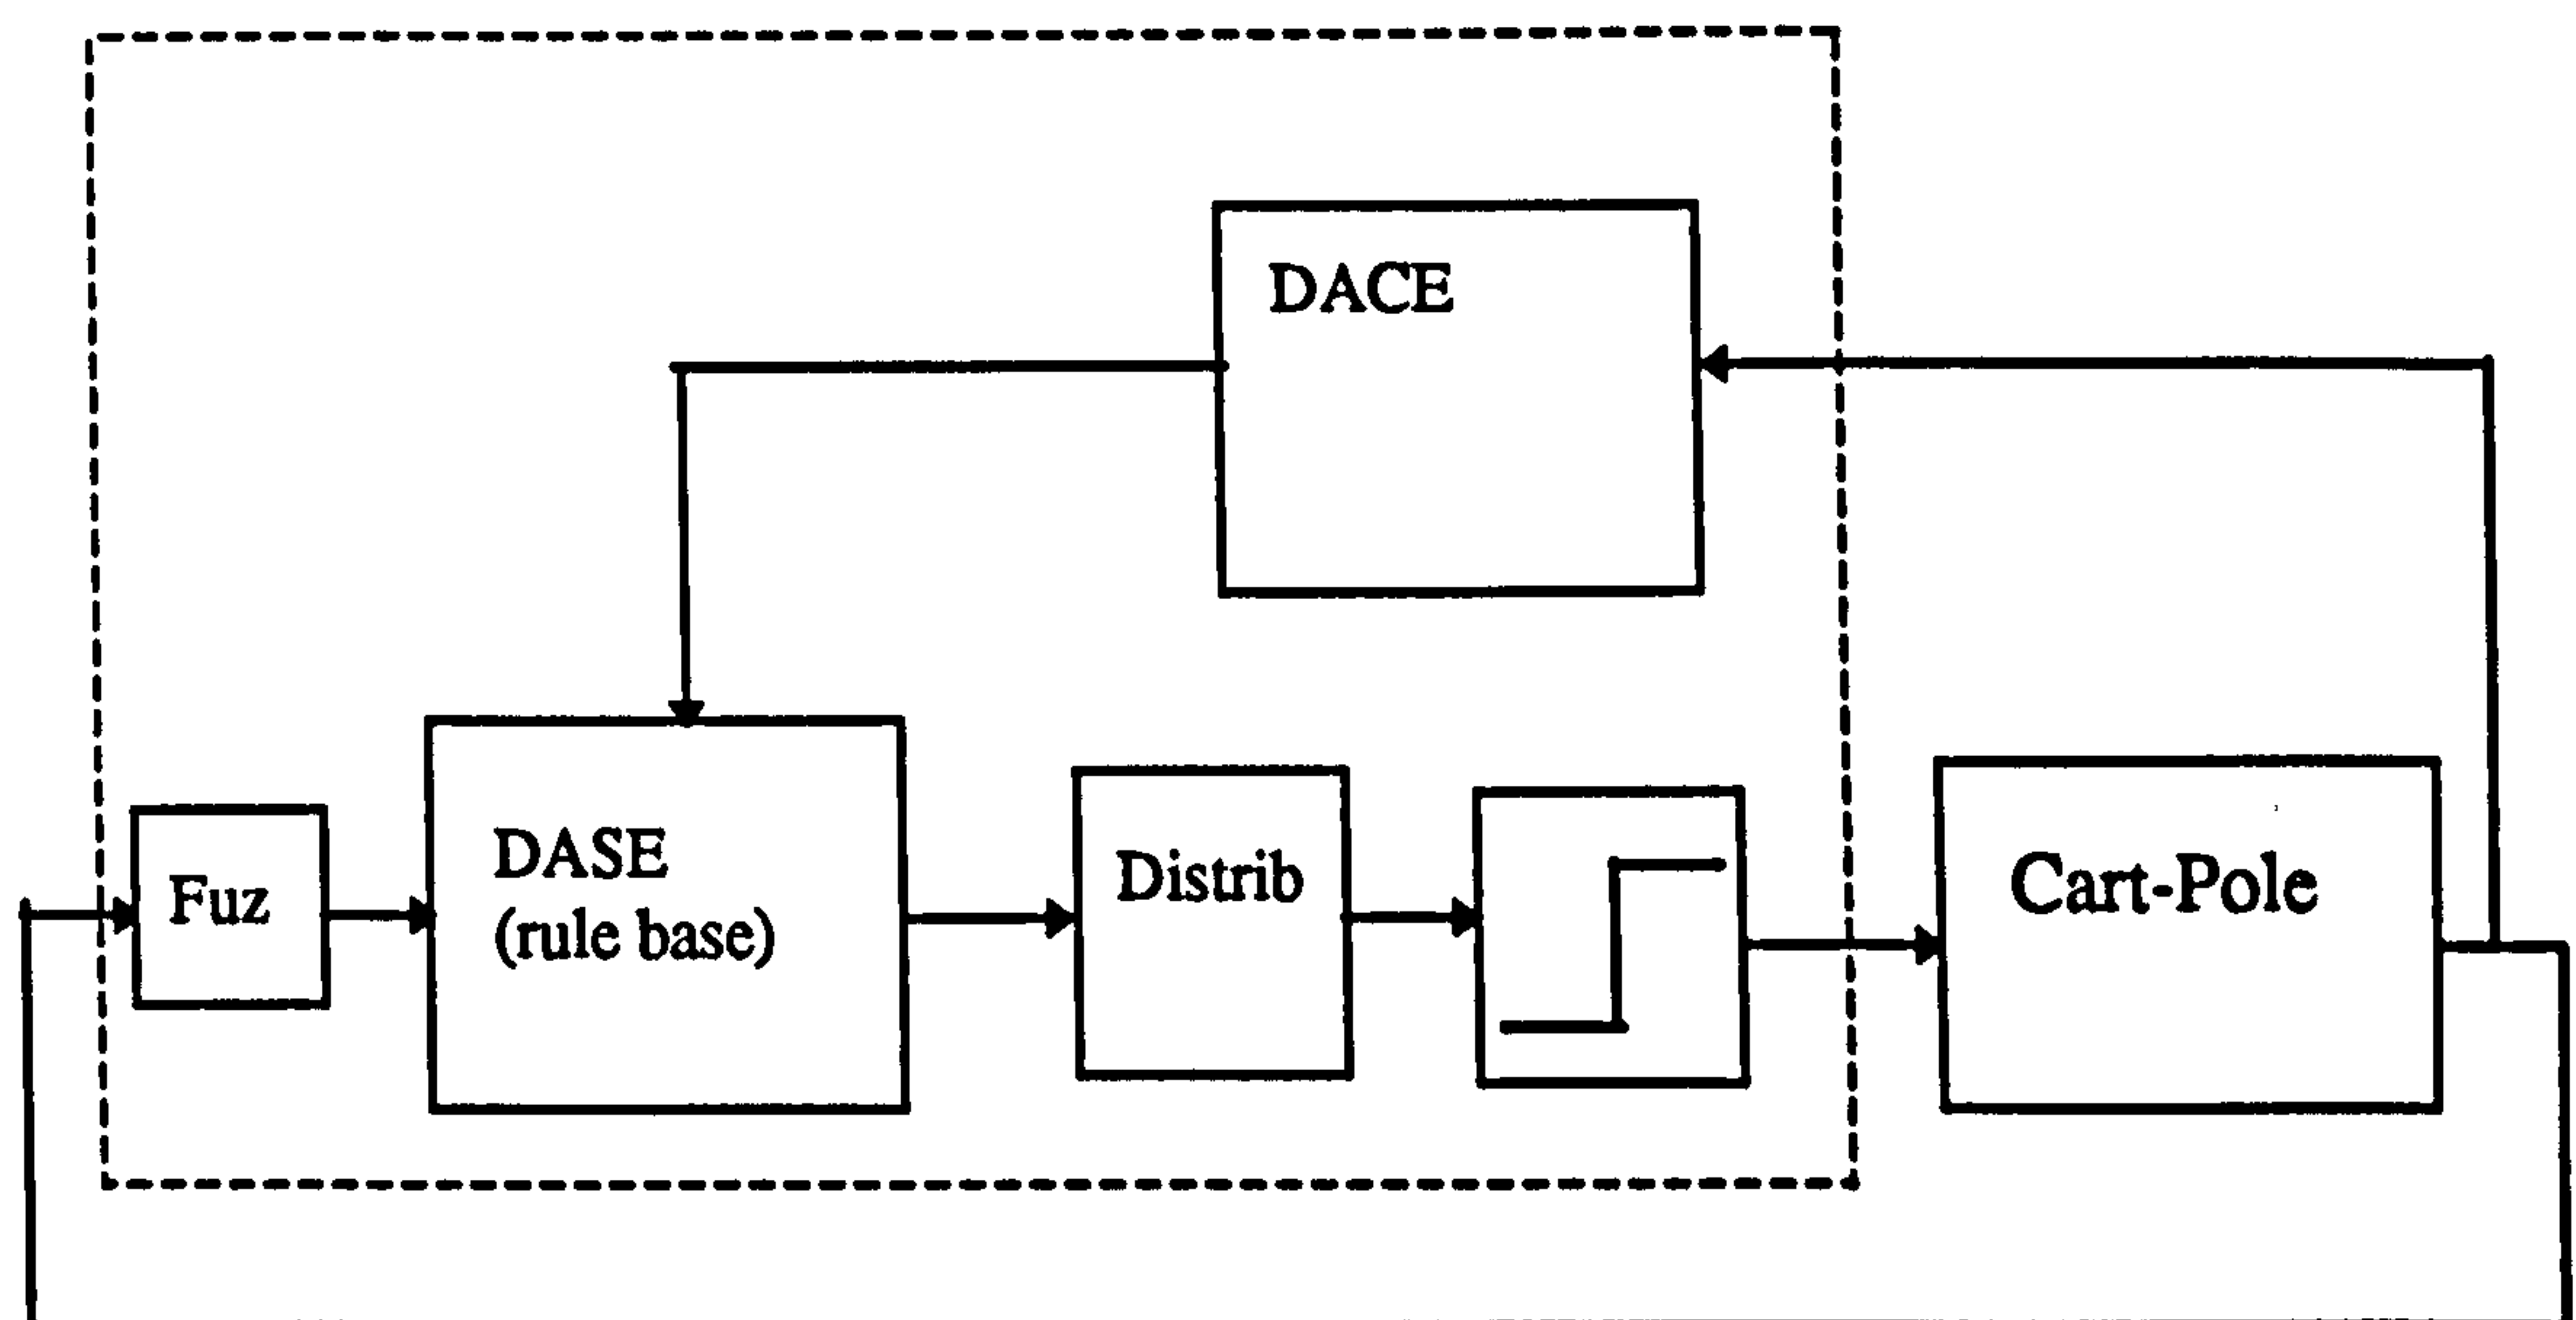 DACE
Fuz
DASE
(rule base)
Distrib
Cart-Pole